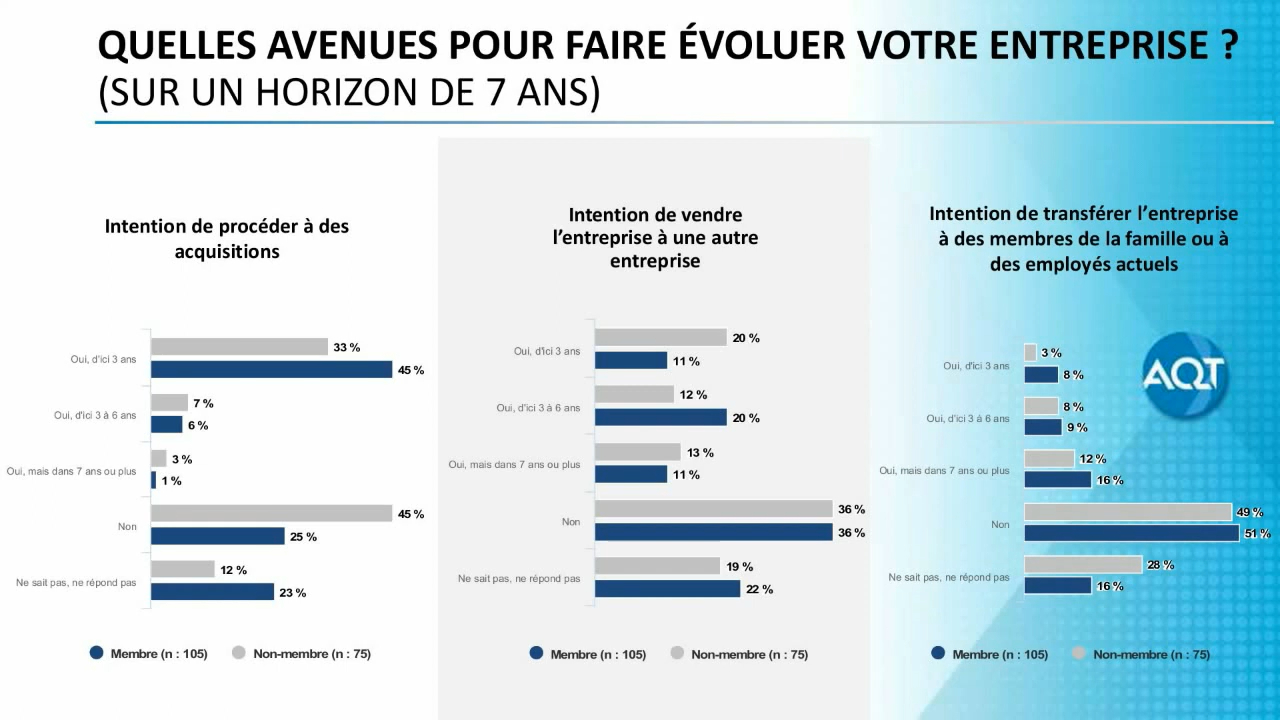 QUELLES AVENUES POUR FAIRE ÉVOLUER VOTRE ENTREPRISE ?
(SUR UN HORIZON DE 7 ANS)
Intention de procéder à des
acquisitions
Oui, d'ici 3 ans
33 %
45 %
Oui, d'ici 3 à 6 ans
7 %
6 %
Oui, mais dans 7 ans ou plus
3 %
1 %
Non
45 %
25 %
Ne sait pas, ne répond pas
12 %
23 %
Membre (n : 105)
Non-membre (n : 75)
Intention de vendre
l’entreprise à une autre
entreprise
Oui, d'ici 3 ans
20 %
11 %
Oui, d'ici 3 à 6 ans
12 %
20 %
Oui, mais dans 7 ans ou plus
13 %
11 %
Non
36 %
36 %
Ne sait pas, ne répond pas
19 %
22 %
Membre (n : 105)
Non-membre (n : 75)
Intention de transférer l’entreprise
à des membres de la famille ou à
des employés actuels
Oui, d'ici 3 ans
3 %
8 %
Oui, d'ici 3 à 6 ans
8 %
9 %
Oui, mais dans 7 ans ou plus
12 %
16 %
Non
49 %
51 %
Ne sait pas, ne répond pas
28 %
16 %
Membre (n : 105)
Non-membre (n : 75)
AQT